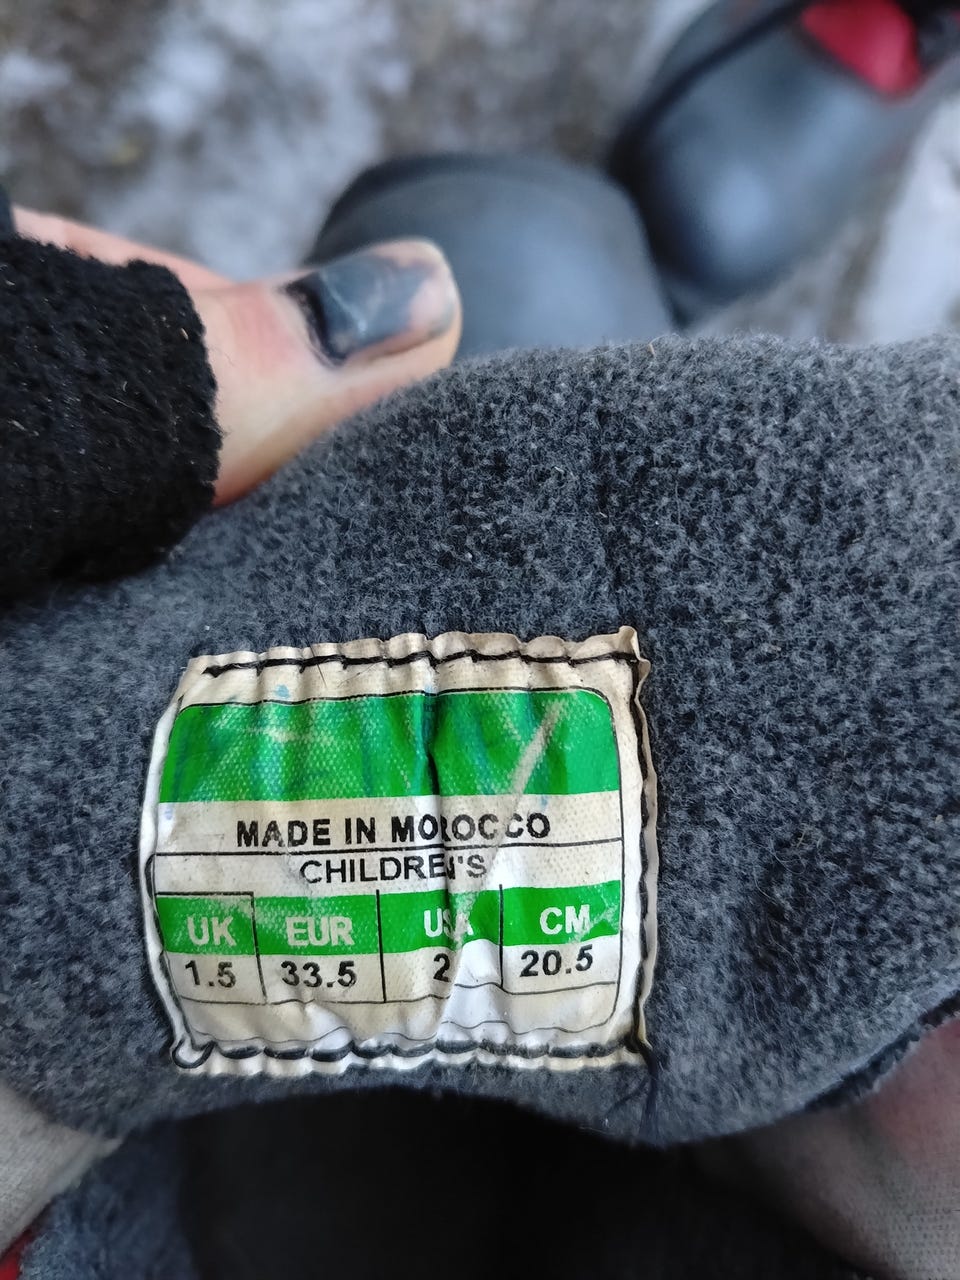 MADE IN MOROCCO
CHILDREN'S
UK EUR USA CM
1.5 33.5 2 20.5